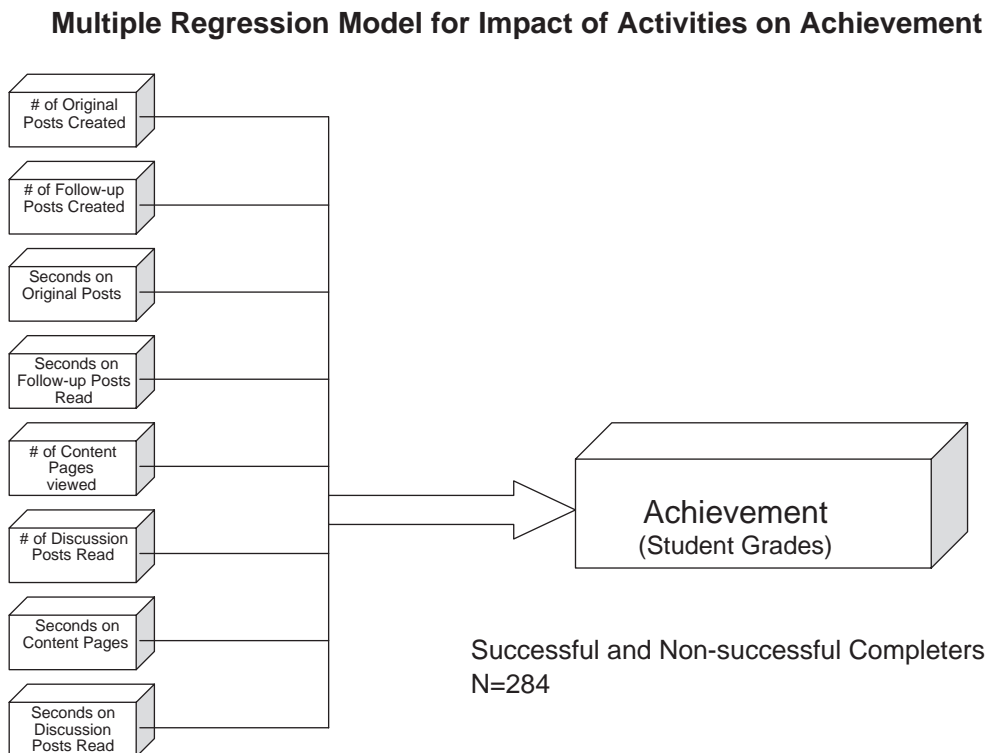 Multiple Regression Model for Impact of Activities on Achievement
# of Original
Posts Created
# of Follow-up
Posts Created
Seconds on
Original Posts
Seconds on
Follow-up Posts
Read
# of Content
Pages
viewed
# of Discussion
Posts Read
Seconds on
Content Pages
Seconds on
Discussion
Posts Read
Achievement
(Student Grades)
Successful and Non-successful Completers
N=284